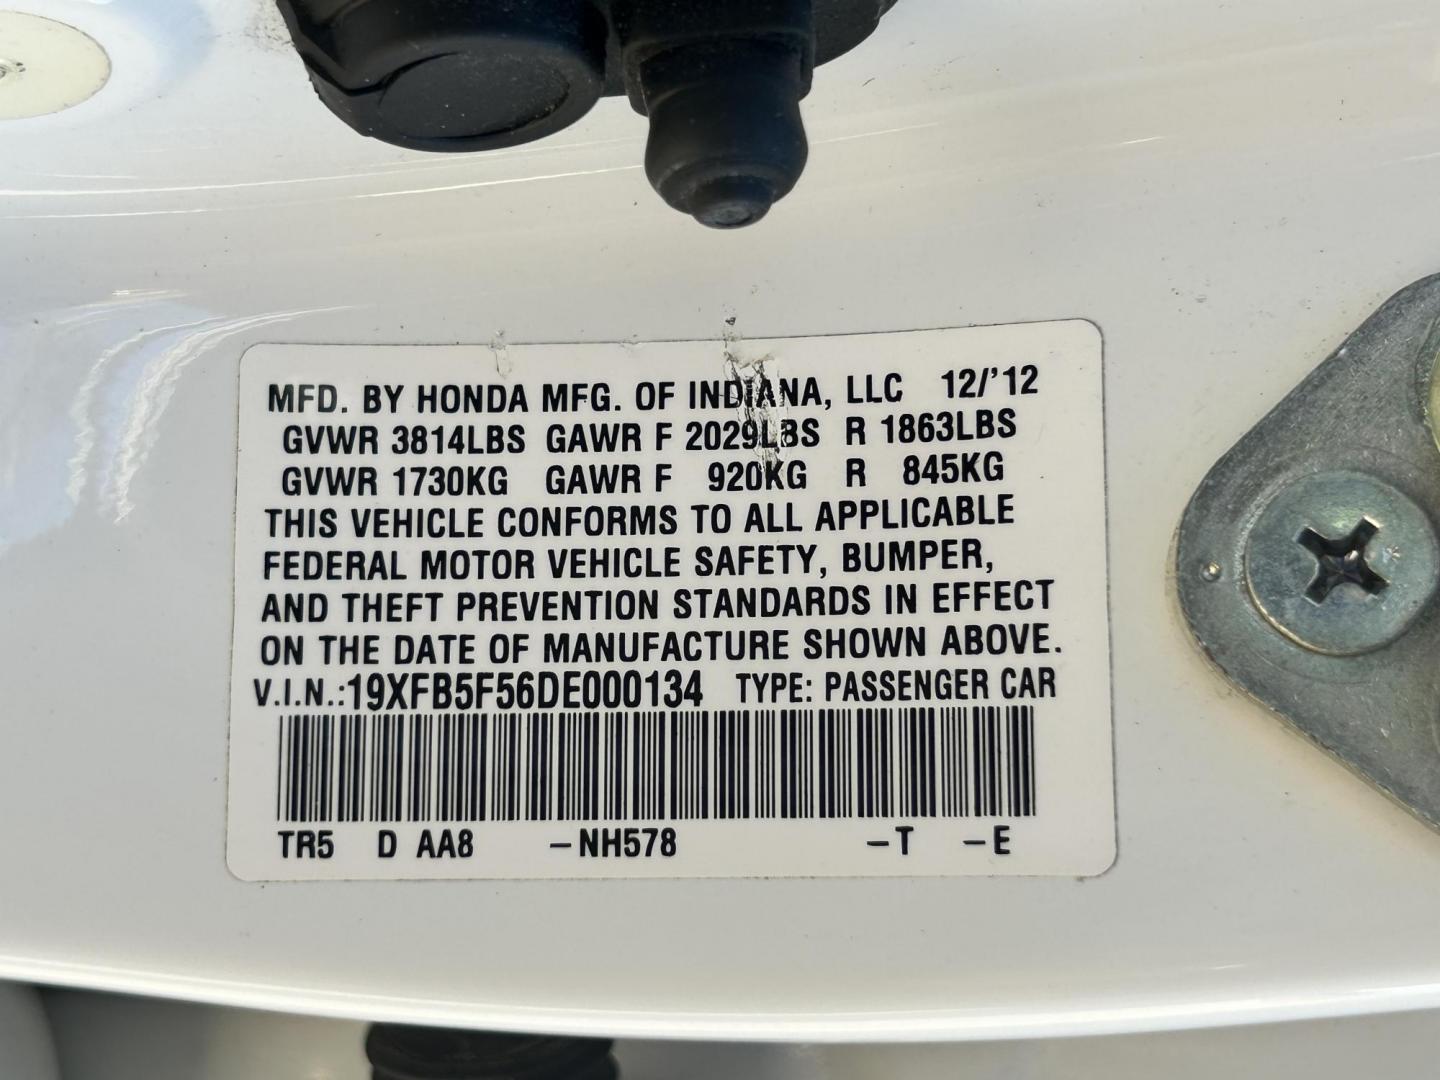 MFD. BY HONDA MFG. OF INDIANA, LLC 12/'12
GVWR 3814LBS GAWR F 2029LBS R 1863LBS
GVWR 1730KG GAWR F 920KG R 845KG
THIS VEHICLE CONFORMS TO ALL APPLICABLE
FEDERAL MOTOR VEHICLE SAFETY, BUMPER,
AND THEFT PREVENTION STANDARDS IN EFFECT
ON THE DATE OF MANUFACTURE SHOWN ABOVE.
V.I.N.:19XFB5F56DE000134 TYPE: PASSENGER CAR
TR5 D AA8 –NH578 –T –E